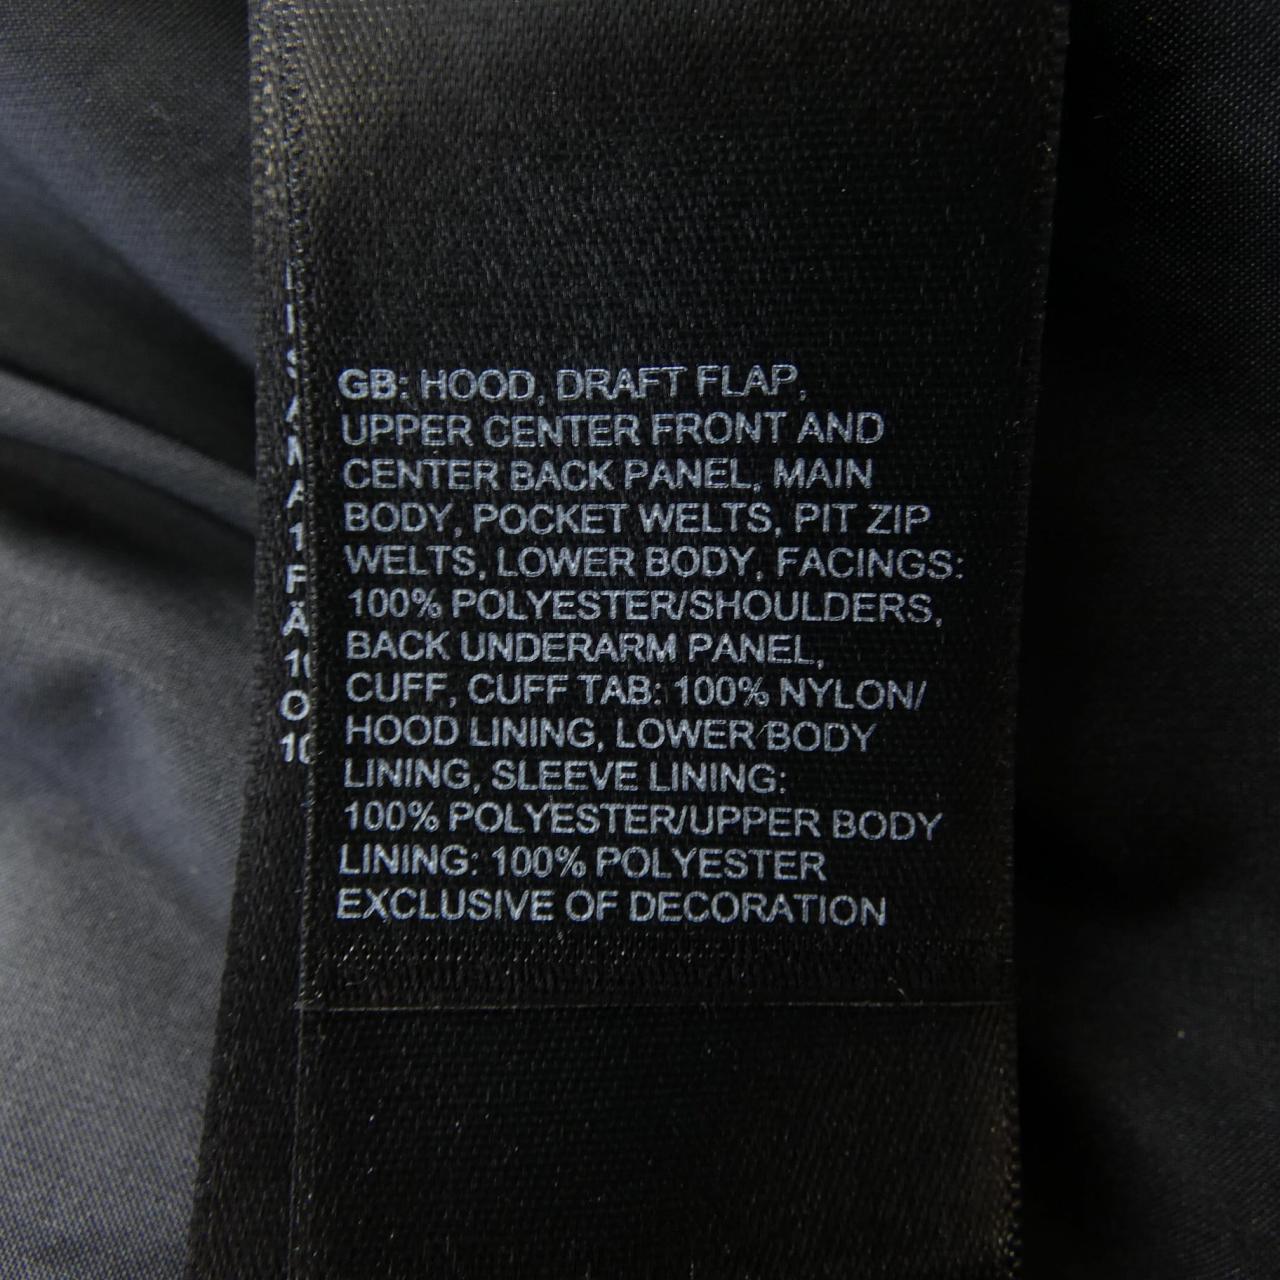 GB: HOOD, DRAFT FLAP,
UPPER CENTER FRONT AND
CENTER BACK PANEL, MAIN
BODY, POCKET WELTS, PIT ZIP
WELTS, LOWER BODY, FACINGS:
100% POLYESTER/SHOULDERS,
BACK UNDERARM PANEL,
CUFF, CUFF TAB: 100% NYLON/
HOOD LINING, LOWER BODY
LINING, SLEEVE LINING:
100% POLYESTER/UPPER BODY
LINING: 100% POLYESTER
EXCLUSIVE OF DECORATION